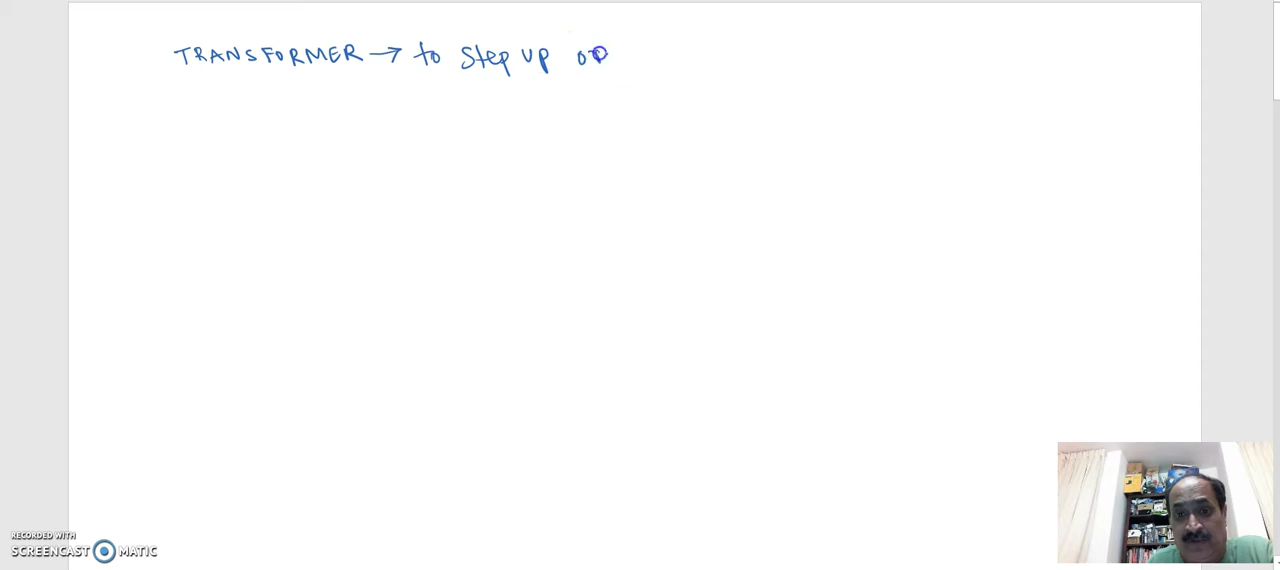 TRANSFORMER → to step up or
RECORDED WITH
SCREENCAST MATIC